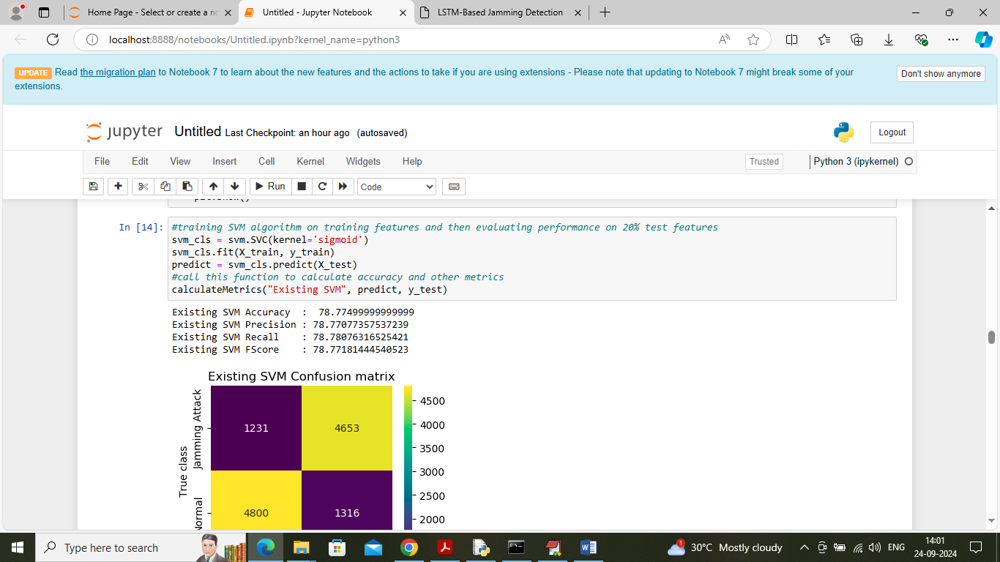 Home Page - Select or create a n
Untitled - Jupyter Notebook
LSTM-Based Jamming Detection
localhost:8888/notebooks/Untitled.ipynb?kernel_name=python3
UPDATE Read the migration plan to Notebook 7 to learn about the new features and the actions to take if you are using extensions - Please note that updating to Notebook 7 might break some of your
extensions.
Don't show anymore
jupyter Untitled Last Checkpoint: an hour ago (autosaved)
Logout
File Edit View Insert Cell Kernel Widgets Help
Trusted
Python 3 (ipykernel)
Run
Code
In [14]:
#training SVM algorithm on training features and then evaluating performance on 20% test features
svm_cls = svm.SVC(kernel='sigmoid')
svm_cls.fit(X_train, y_train)
predict = svm_cls.predict(X_test)
#call this function to calculate accuracy and other metrics
calculateMetrics("Existing SVM", predict, y_test)
Existing SVM Accuracy  :  78.77499999999999
Existing SVM Precision : 78.77077357537239
Existing SVM Recall    : 78.78076316525421
Existing SVM FScore    : 78.77181444540523
Existing SVM Confusion matrix
True class
Jamming Attack
Normal
1231 4653
4800 1316
4500
4000
3500
3000
2500
2000
Type here to search
30°C Mostly cloudy
ENG
14:01
24-09-2024